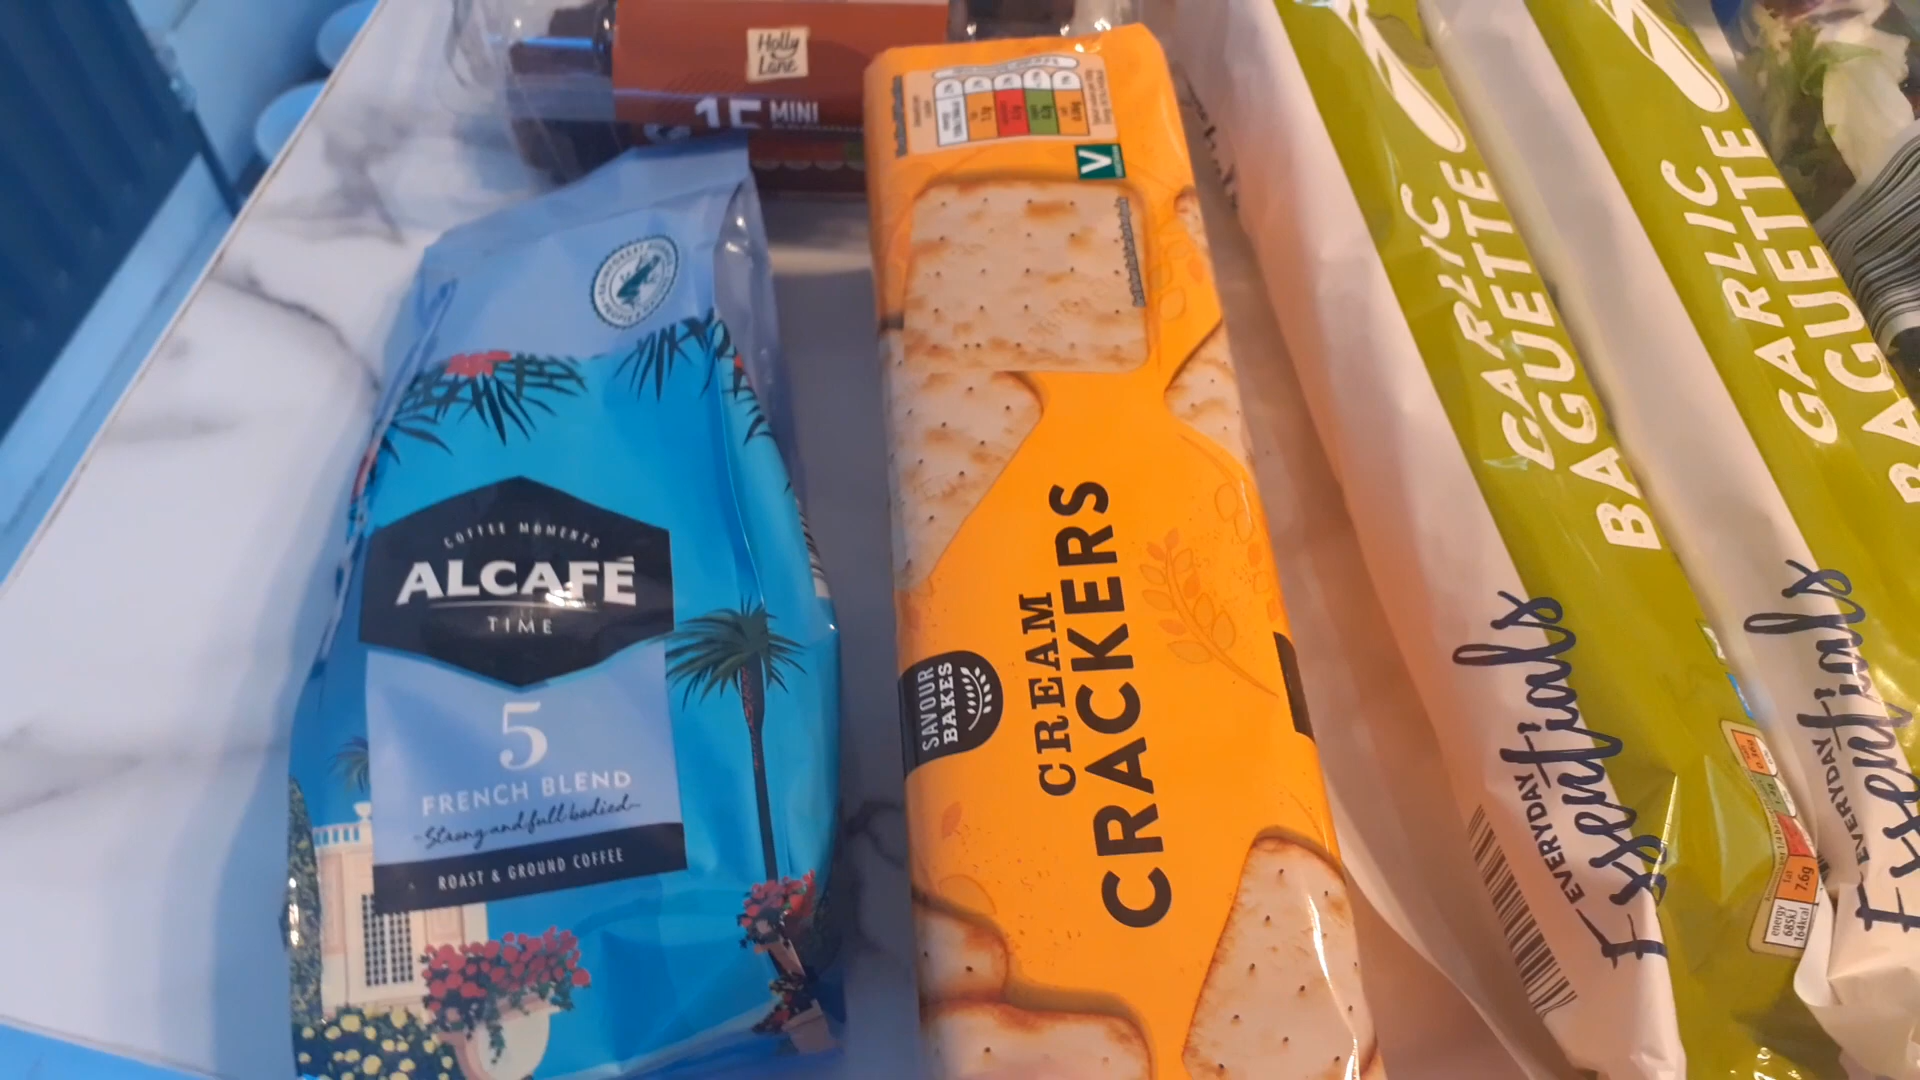 Holly
Lane
15 MINI
COFFEE MOMENTS
ALCAFÉ
TIME
5
FRENCH BLEND
Strong and full bodied
ROAST & GROUND COFFEE
V
SAVOUR
BAKES
CREAM
CRACKERS
GARLIC
BAGUETTE
EVERYDAY
Essentials
fat
7.6g
energy
685kJ
164kcal
GARLIC
BAGUETTE
EVERYDAY
Essentials